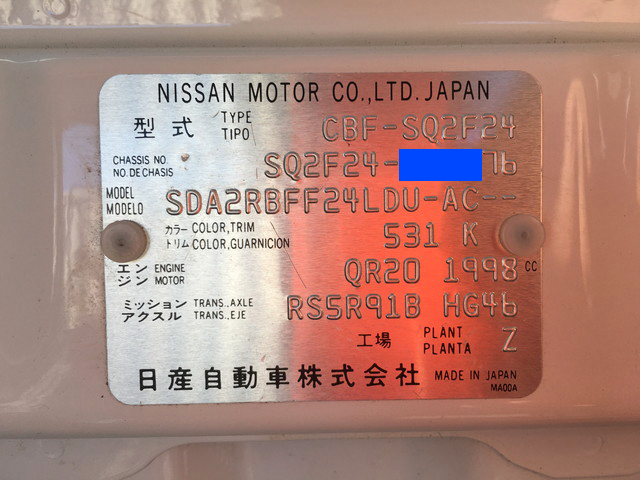 NISSAN MOTOR CO.,LTD. JAPAN
型式 TYPE TIPO CBF-SQ2F24
CHASSIS NO. NO. DE CHASIS SQ2F24- 76
MODEL MODELO SDA2RBFF24LDU-AC--
カラー COLOR,TRIM
トリム COLOR,GUARNICION 531 K
エンジン ENGINE MOTOR QR20 1998 CC
ミッション TRANS.,AXLE
アクスル TRANS.,EJE RS5R91B HG46
工場 PLANT PLANTA Z
日産自動車株式会社 MADE IN JAPAN
MA00A